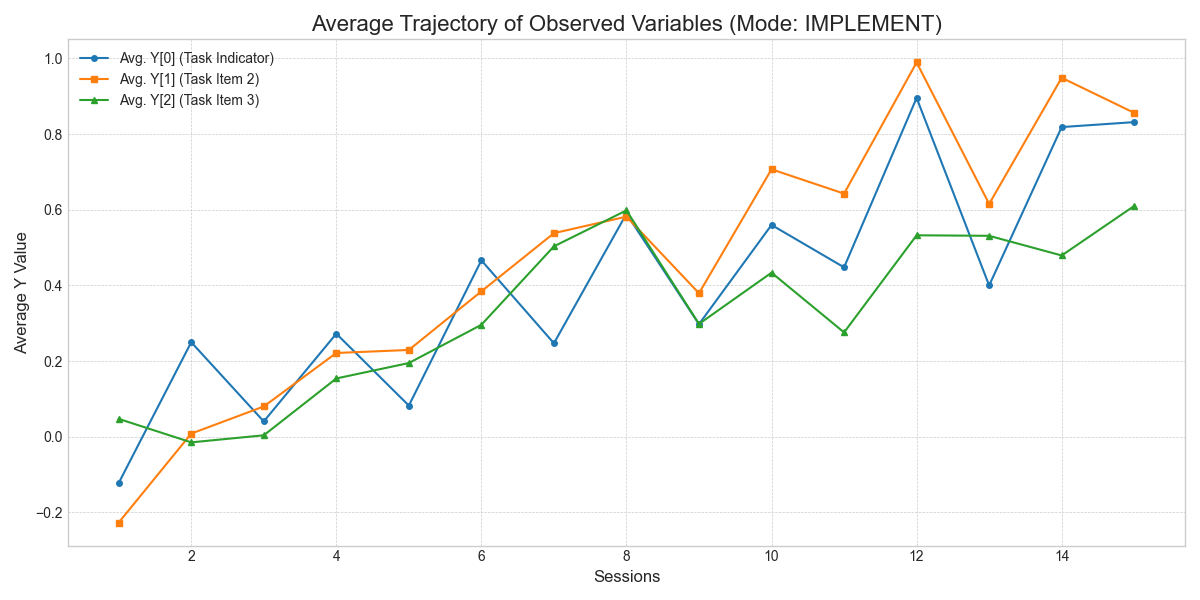 Average Trajectory of Observed Variables (Mode: IMPLEMENT)
Avg. Y[0] (Task Indicator)
Avg. Y[1] (Task Item 2)
Avg. Y[2] (Task Item 3)
Average Y Value
1.0
0.8
0.6
0.4
0.2
0.0
−0.2
2 4 6 8 10 12 14
Sessions